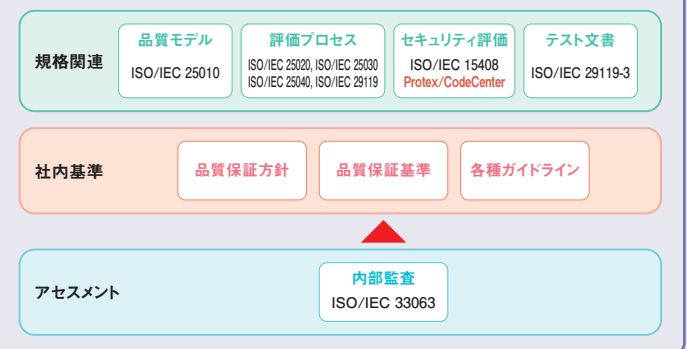 規格関連
品質モデル
ISO/IEC 25010
評価プロセス
ISO/IEC 25020, ISO/IEC 25030
ISO/IEC 25040, ISO/IEC 29119
セキュリティ評価
ISO/IEC 15408
Protex/CodeCenter
テスト文書
ISO/IEC 29119-3
社内基準
品質保証方針
品質保証基準
各種ガイドライン
アセスメント
内部監査
ISO/IEC 33063